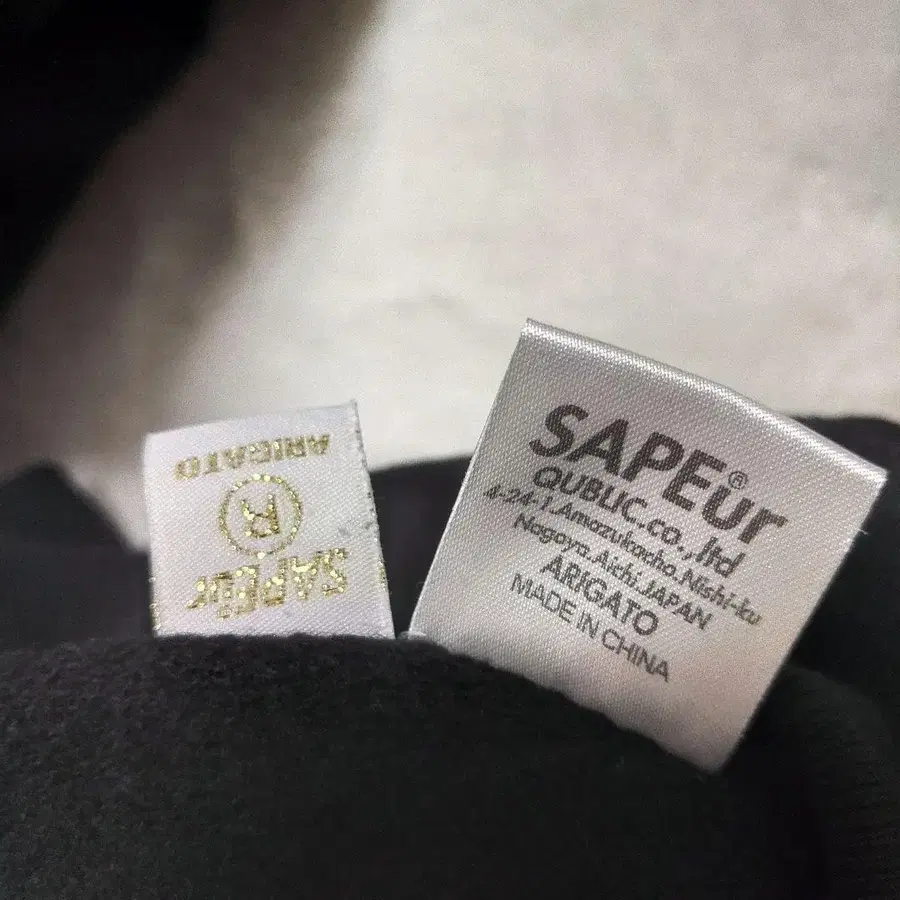 ARIGATO
R
SAPEur
SAPEur®
QUBLIC.co.,ltd
4-24-1,Amazukacho,Nishi-ku
Nagoya,Aichi,JAPAN
ARIGATO
MADE IN CHINA